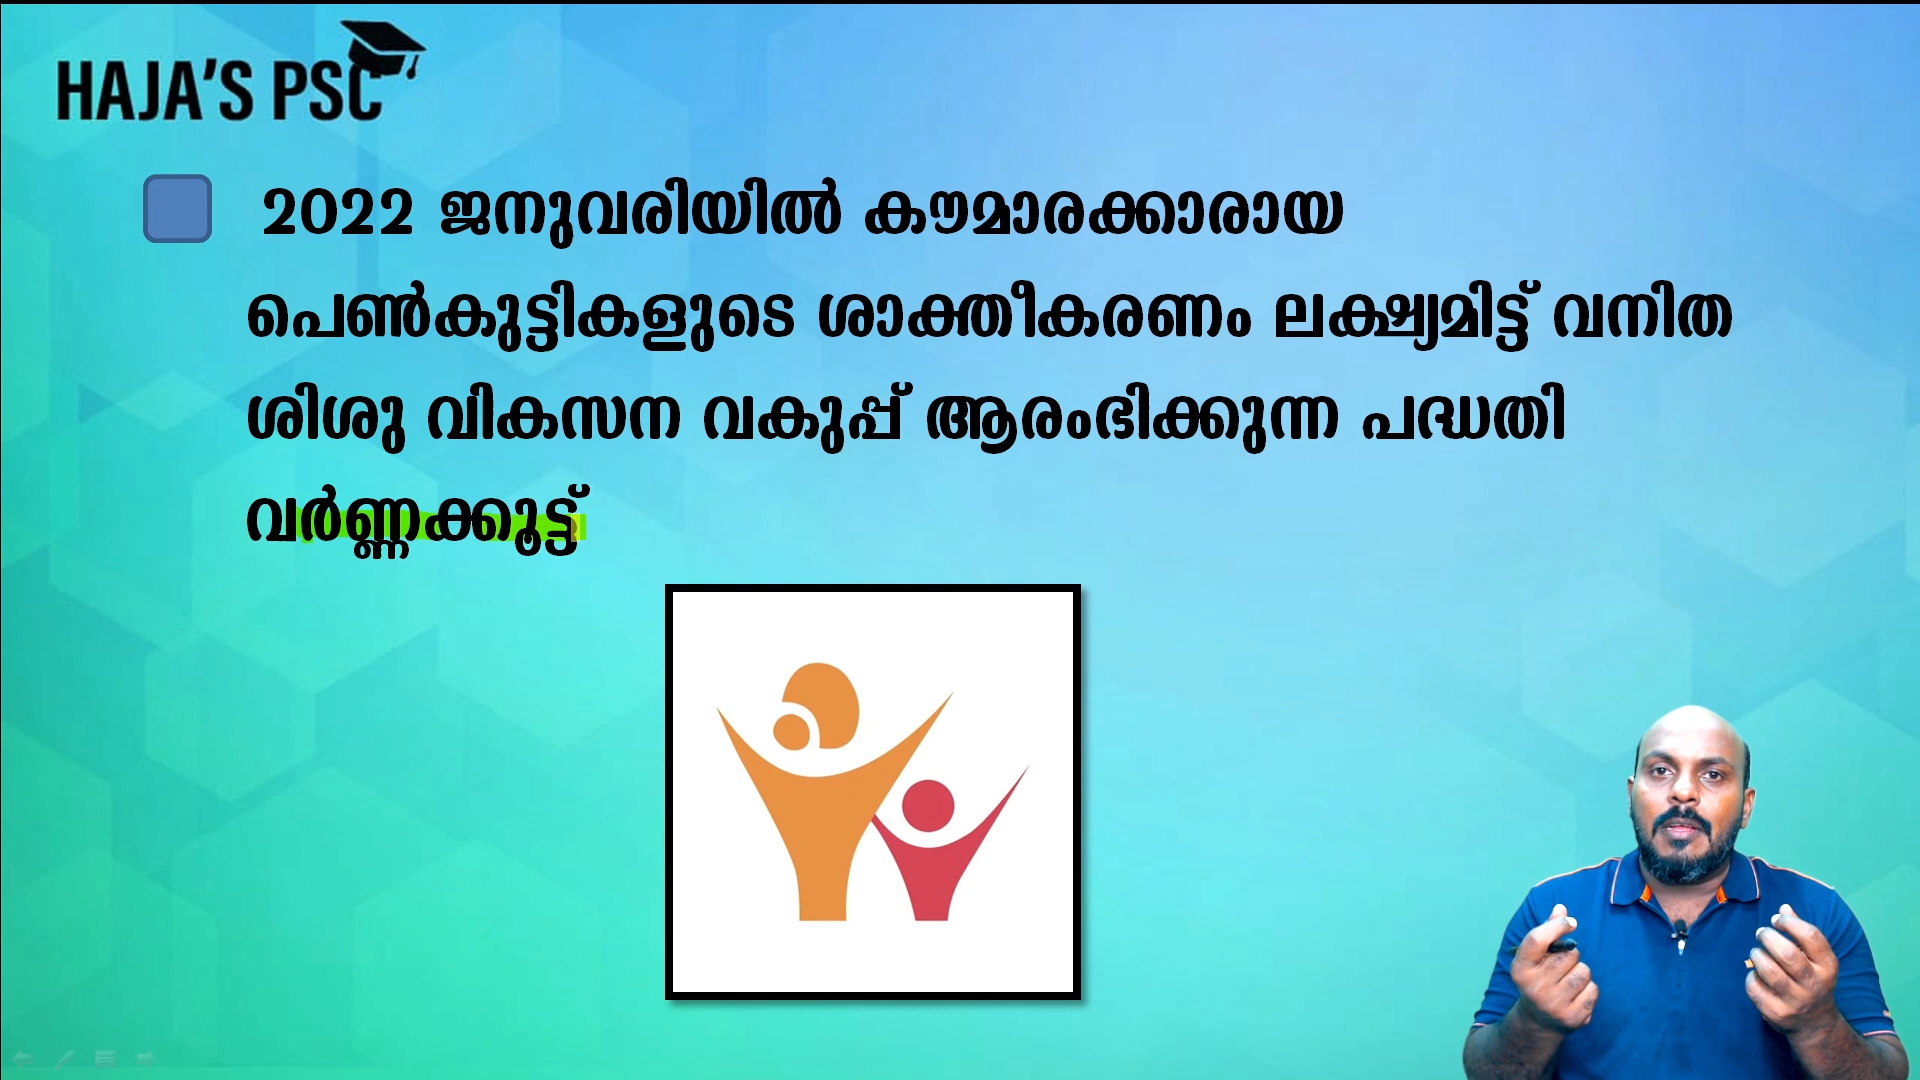 HAJA'S PSC
2022 ജനുവരിയിൽ കൗമാരക്കാരായ
പെൺകുട്ടികളുടെ ശാക്തീകരണം ലക്ഷ്യമിട്ട് വനിത
ശിശു വികസന വകുപ്പ് ആരംഭിക്കുന്ന പദ്ധതി
വർണ്ണക്കൂട്ട്